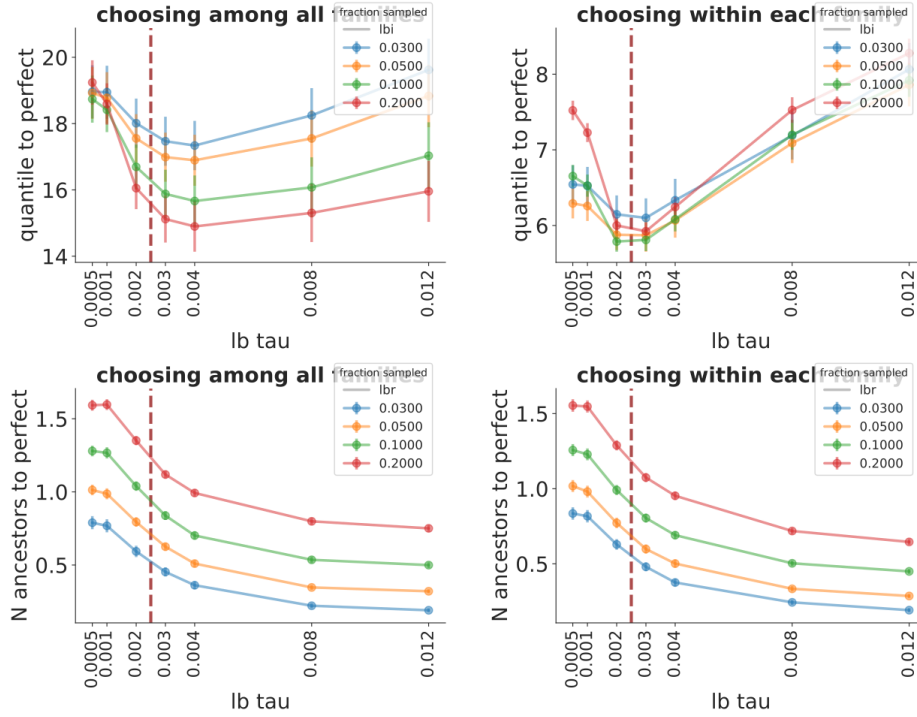 choosing among all families
fraction sampled
lbi
0.0300
0.0500
0.1000
0.2000
quantile to perfect
20
18
16
14
0.0005
0.001
0.002
0.003
0.004
0.008
0.012
lb tau
choosing within each family
fraction sampled
lbi
0.0300
0.0500
0.1000
0.2000
quantile to perfect
8
7
6
0.0005
0.001
0.002
0.003
0.004
0.008
0.012
lb tau
choosing among all families
fraction sampled
lbr
0.0300
0.0500
0.1000
0.2000
N ancestors to perfect
1.5
1.0
0.5
0.0005
0.001
0.002
0.003
0.004
0.008
0.012
lb tau
choosing within each family
fraction sampled
lbr
0.0300
0.0500
0.1000
0.2000
N ancestors to perfect
1.5
1.0
0.5
0.0005
0.001
0.002
0.003
0.004
0.008
0.012
lb tau